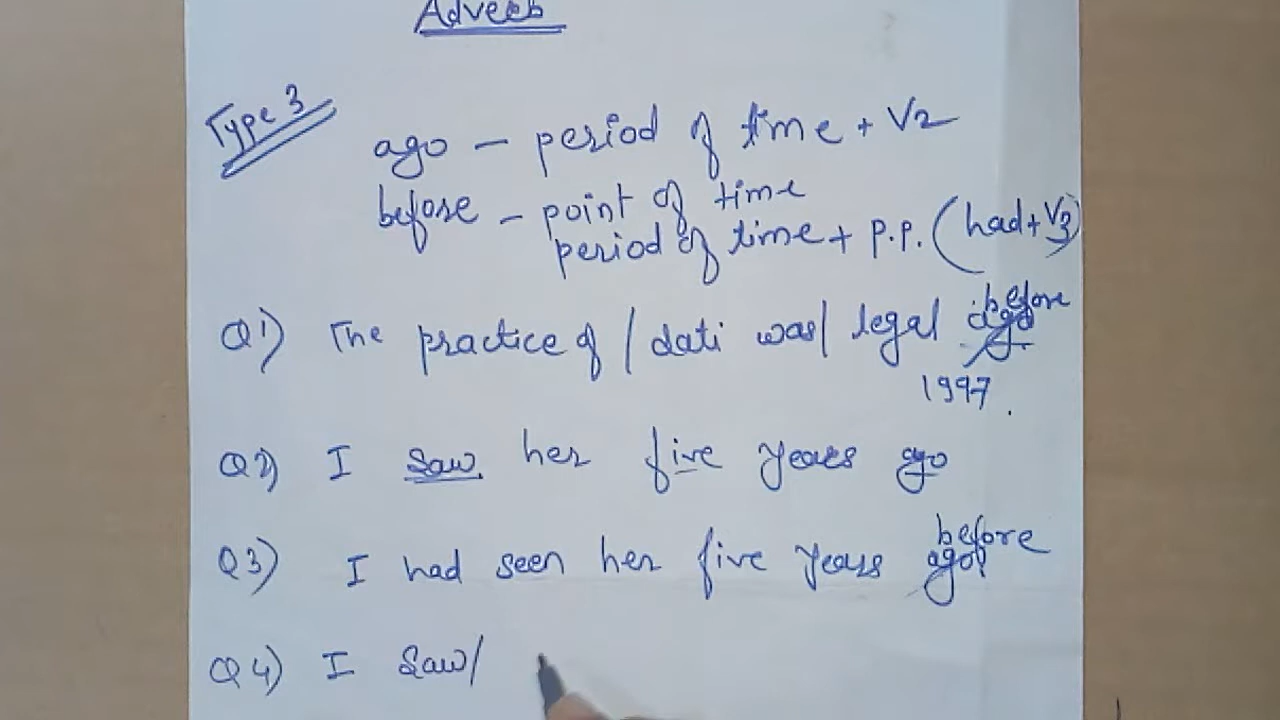 Adverb
Type 3
ago - period of time + V2
before - point of time
period of time + P.P. (had + V3)
Q1) The practice of / dati was / legal ago before
1997.
Q2) I saw her five years ago
Q3) I had seen her five years ago before
Q4) I saw/